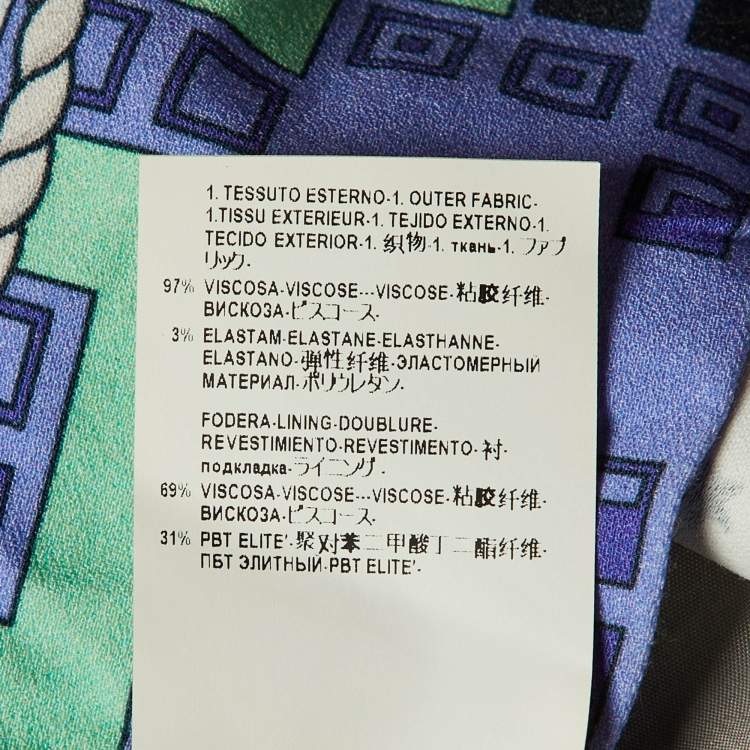 1. TESSUTO ESTERNO-1. OUTER FABRIC-
1.TISSU EXTERIEUR-1. TEJIDO EXTERNO-1.
TECIDO EXTERIOR-1. 织物-1. ткань-1. ファブ
リック-
97% VISCOSA-VISCOSE---VISCOSE-粘胶纤维-
ВИСКОЗА-ビスコース-
3% ELASTAM-ELASTANE-ELASTHANNE-
ELASTANO-弹性纤维-ЭЛАСТОМЕРНЫЙ
МАТЕРИАЛ-ポリウレタン-
FODERA-LINING-DOUBLURE-
REVESTIMIENTO-REVESTIMENTO-衬-
подкладка-ライニング-
69% VISCOSA-VISCOSE---VISCOSE-粘胶纤维-
ВИСКОЗА-ビスコース-
31% PBT ELITE'-聚对苯二甲酸丁二酯纤维-
ПБТ ЭЛИТНЫЙ-PBT ELITE'-